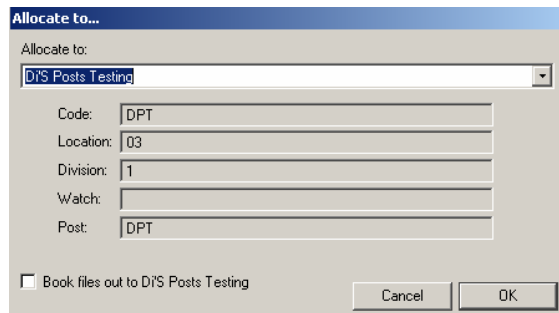 Allocate to...
Allocate to:
Di'S Posts Testing
Code: DPT
Location: 03
Division: 1
Watch:
Post: DPT
Book files out to Di'S Posts Testing
Cancel OK